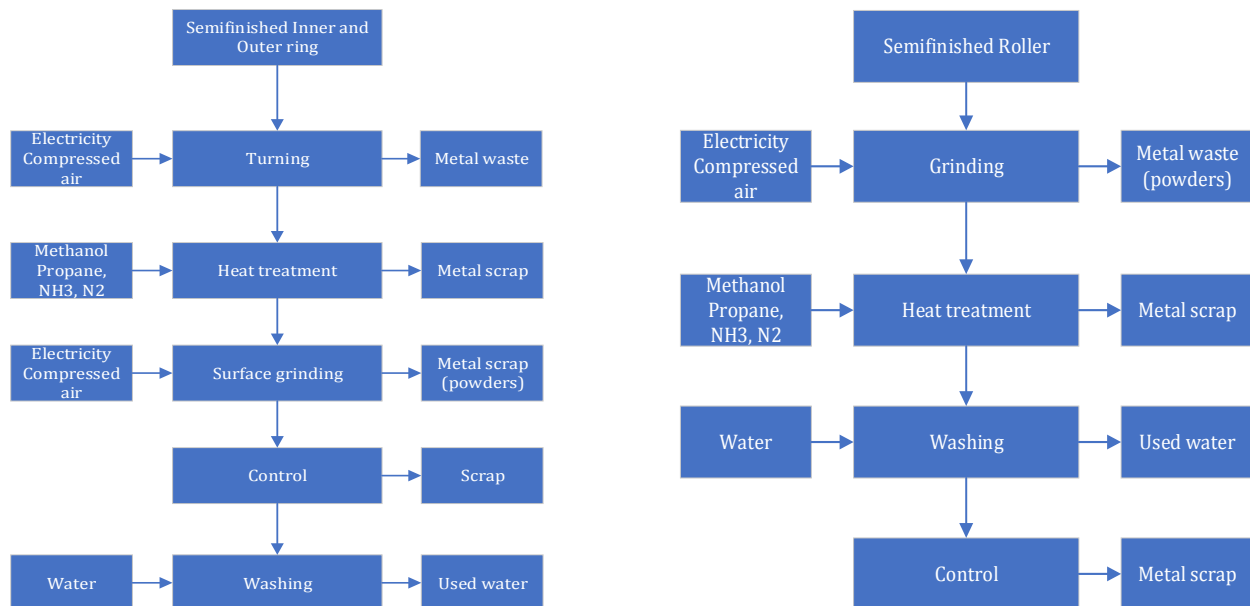 Semifinished Inner and
Outer ring
Electricity
Compressed
air
Turning
Metal waste
Methanol
Propane,
NH3, N2
Heat treatment
Metal scrap
Electricity
Compressed
air
Surface grinding
Metal scrap
(powders)
Control
Scrap
Water
Washing
Used water
Semifinished Roller
Electricity
Compressed
air
Grinding
Metal waste
(powders)
Methanol
Propane,
NH3, N2
Heat treatment
Metal scrap
Water
Washing
Used water
Control
Metal scrap